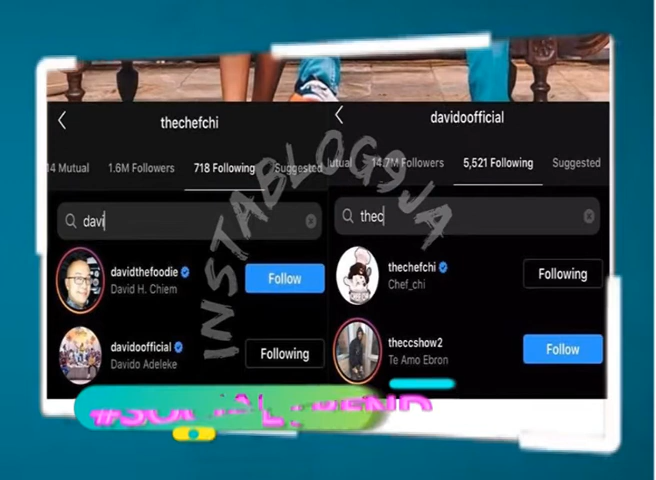 thechefchi
14 Mutual 1.6M Followers 718 Following Suggested
davi
davidthefoodie
David H. Chiem
Follow
davidoofficial
Davido Adeleke
Following
davidoofficial
utual 14.7M Followers 5,521 Following Suggested
thec
thechefchi
Chef_chi
Following
theccshow2
Te Amo Ebron
Follow
INSTABLOG9JA